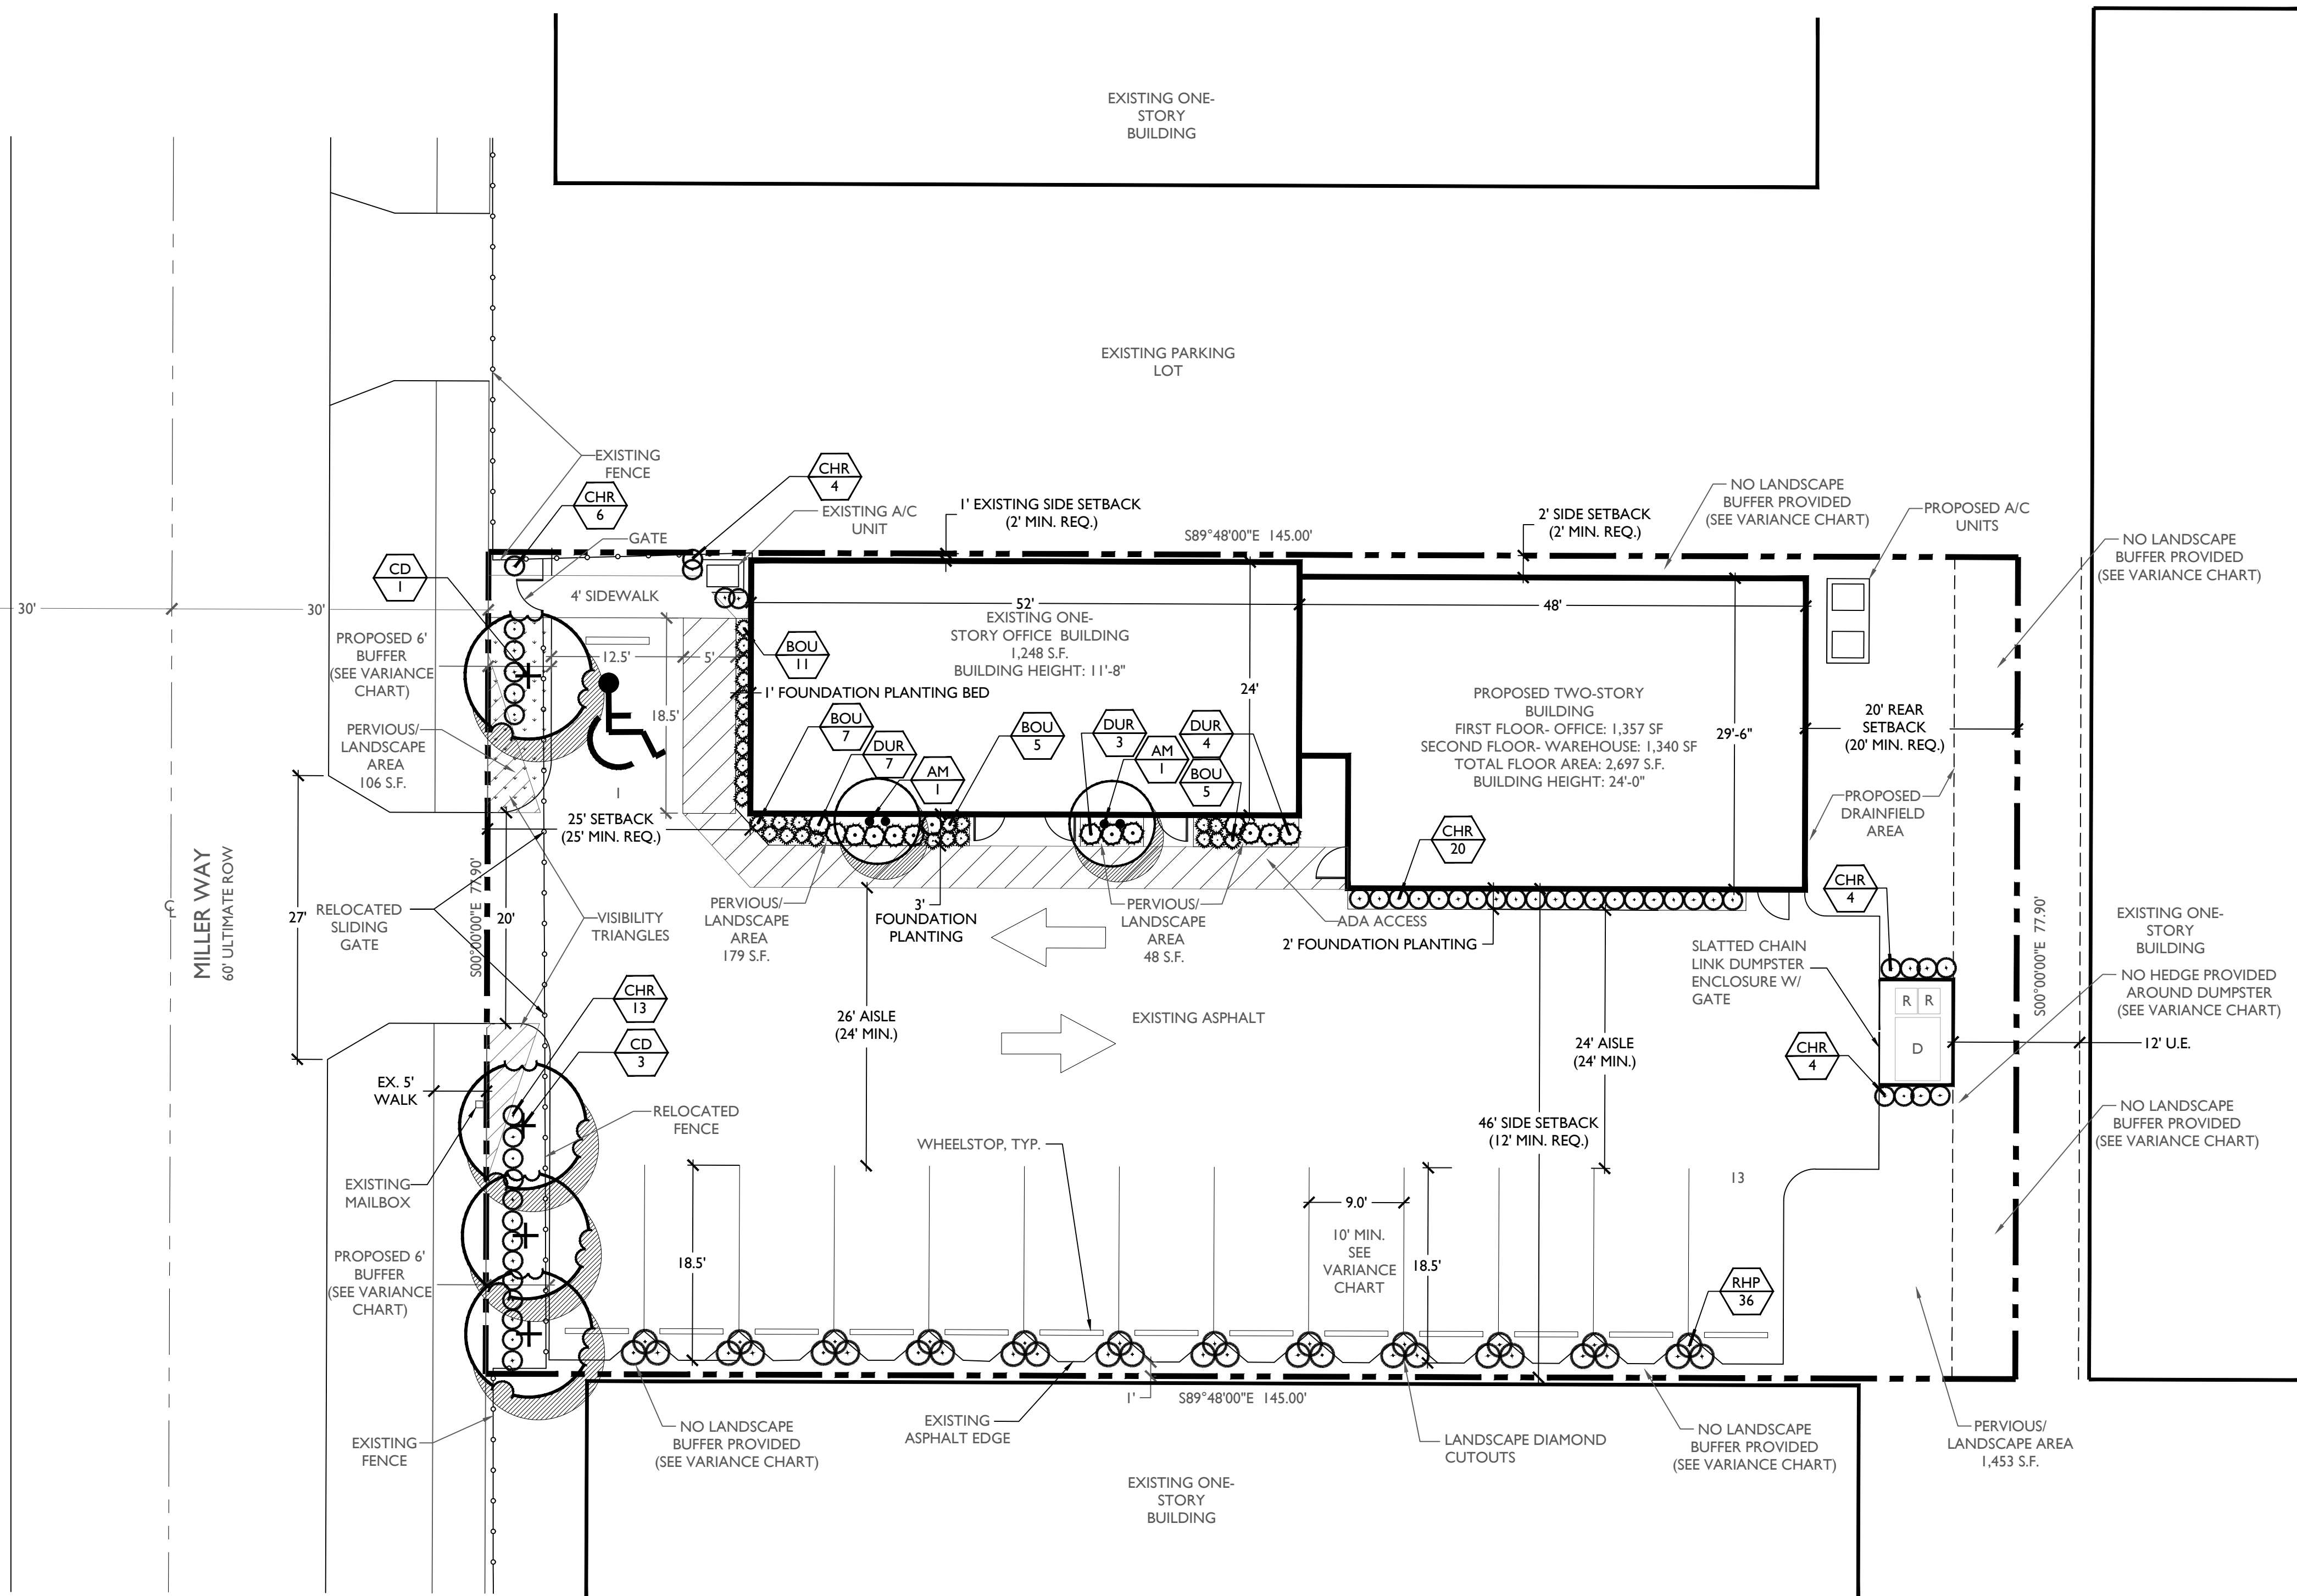 EXISTING ONE-
STORY
BUILDING
EXISTING PARKING
LOT
EXISTING
FENCE
CHR
6
GATE
CHR
4
EXISTING A/C
UNIT
1' EXISTING SIDE SETBACK
(2' MIN. REQ.)
S89°48'00"E 145.00'
2' SIDE SETBACK
(2' MIN. REQ.)
NO LANDSCAPE
BUFFER PROVIDED
(SEE VARIANCE CHART)
PROPOSED A/C
UNITS
NO LANDSCAPE
BUFFER PROVIDED
(SEE VARIANCE CHART)
CD
1
30'
30'
4' SIDEWALK
52'
48'
PROPOSED 6'
BUFFER
(SEE VARIANCE
CHART)
12.5'
5'
18.5'
BOU
11
EXISTING ONE-
STORY OFFICE BUILDING
1,248 S.F.
BUILDING HEIGHT: 11'-8"
1' FOUNDATION PLANTING BED
24'
PERVIOUS/
LANDSCAPE
AREA
106 S.F.
1
BOU
7
DUR
7
AM
1
BOU
5
DUR
3
AM
1
DUR
4
BOU
5
PROPOSED TWO-STORY
BUILDING
FIRST FLOOR- OFFICE: 1,357 SF
SECOND FLOOR- WAREHOUSE: 1,340 SF
TOTAL FLOOR AREA: 2,697 S.F.
BUILDING HEIGHT: 24'-0"
29'-6"
20' REAR
SETBACK
(20' MIN. REQ.)
PROPOSED
DRAINFIELD
AREA
25' SETBACK
(25' MIN. REQ.)
CHR
20
CHR
4
MILLER WAY
60' ULTIMATE ROW
CL
27'
RELOCATED
SLIDING
GATE
S00°00'00"E 77.90'
20'
VISIBILITY
TRIANGLES
PERVIOUS/
LANDSCAPE
AREA
179 S.F.
3'
FOUNDATION
PLANTING
PERVIOUS/
LANDSCAPE
AREA
48 S.F.
ADA ACCESS
2' FOUNDATION PLANTING
SLATTED CHAIN
LINK DUMPSTER
ENCLOSURE W/
GATE
R R
D
S00°00'00"E 77.90'
EXISTING ONE-
STORY
BUILDING
NO HEDGE PROVIDED
AROUND DUMPSTER
(SEE VARIANCE CHART)
12' U.E.
CHR
13
CD
3
26' AISLE
(24' MIN.)
EXISTING ASPHALT
24' AISLE
(24' MIN.)
CHR
4
EX. 5'
WALK
RELOCATED
FENCE
WHEELSTOP, TYP.
46' SIDE SETBACK
(12' MIN. REQ.)
NO LANDSCAPE
BUFFER PROVIDED
(SEE VARIANCE CHART)
EXISTING
MAILBOX
13
9.0'
PROPOSED 6'
BUFFER
(SEE VARIANCE
CHART)
18.5'
10' MIN.
SEE
VARIANCE
CHART
18.5'
RHP
36
1'
S89°48'00"E 145.00'
EXISTING
FENCE
NO LANDSCAPE
BUFFER PROVIDED
(SEE VARIANCE CHART)
EXISTING
ASPHALT EDGE
LANDSCAPE DIAMOND
CUTOUTS
NO LANDSCAPE
BUFFER PROVIDED
(SEE VARIANCE CHART)
PERVIOUS/
LANDSCAPE AREA
1,453 S.F.
EXISTING ONE-
STORY
BUILDING